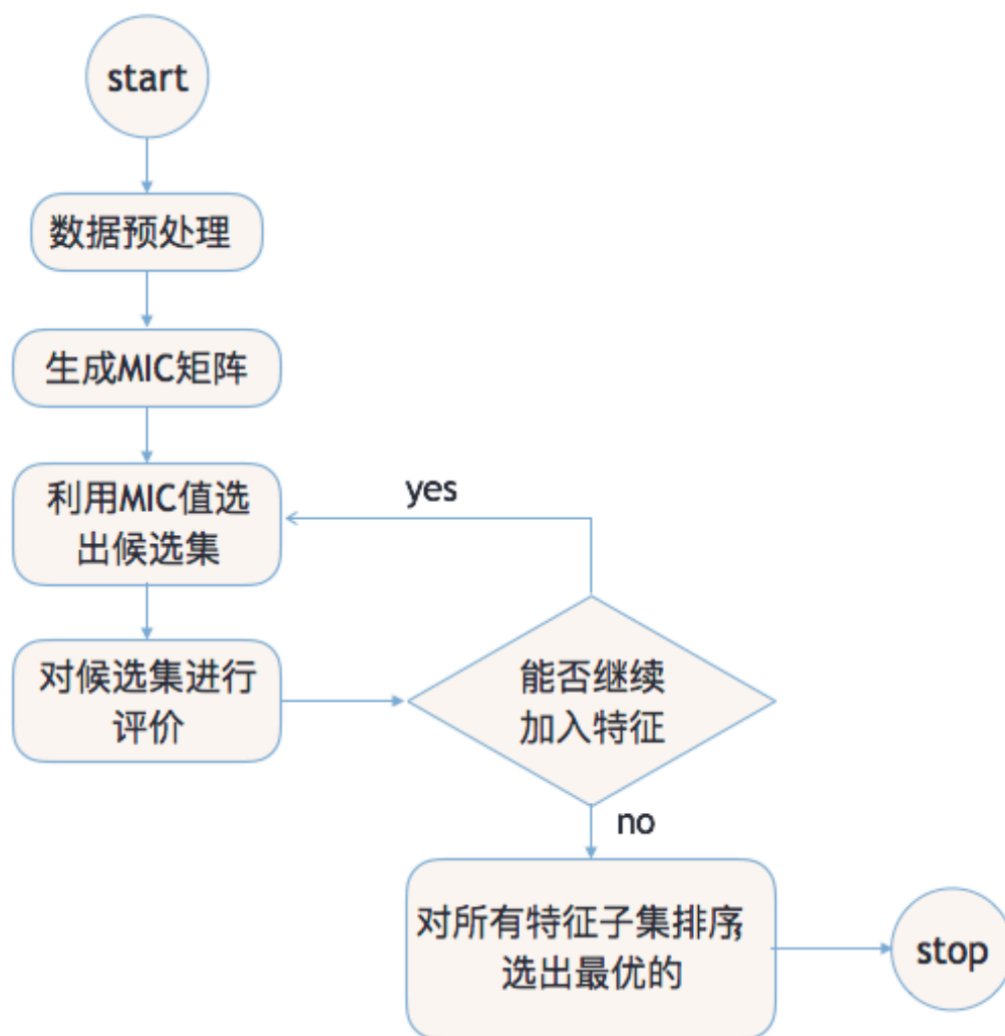 start
数据预处理
生成MIC矩阵
利用MIC值选
出候选集
yes
对候选集进行
评价
能否继续
加入特征
no
对所有特征子集排序，
选出最优的
stop